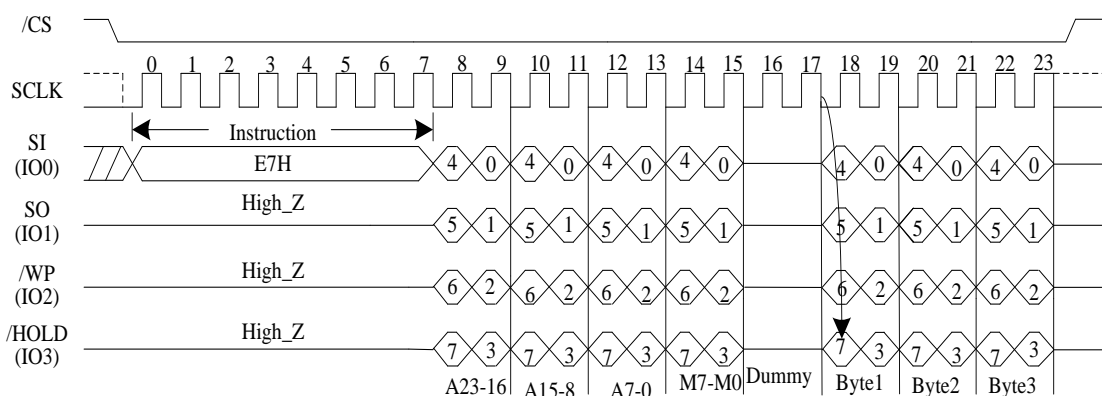 /CS
0 1 2 3 4 5 6 7 8 9 10 11 12 13 14 15 16 17 18 19 20 21 22 23
SCLK
Instruction
SI
(IO0)
E7H
4 0 4 0 4 0 4 0 4 0 4 0 4 0
High_Z
SO
(IO1)
5 1 5 1 5 1 5 1 5 1 5 1 5 1
High_Z
/WP
(IO2)
6 2 6 2 6 2 6 2 6 2 6 2 6 2
High_Z
/HOLD
(IO3)
7 3 7 3 7 3 7 3 7 3 7 3 7 3
A23-16 A15-8 A7-0 M7-M0 Dummy Byte1 Byte2 Byte3